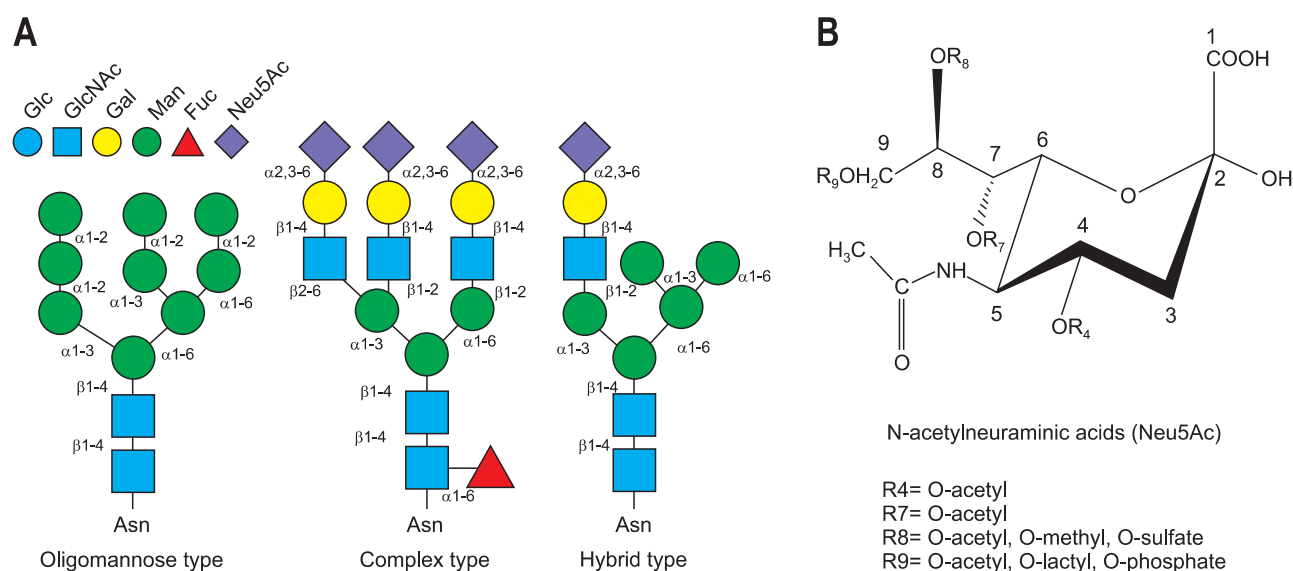 A
Glc
GlcNAc
Gal
Man
Fuc
Neu5Ac
α1-2
α1-2
α1-2
α1-2
α1-3
α1-6
α1-3
α1-6
β1-4
β1-4
Asn
Oligomannose type
α2,3-6
α2,3-6
α2,3-6
β1-4
β1-4
β1-4
β2-6
β1-2
β1-2
α1-3
α1-6
β1-4
β1-4
α1-6
Asn
Complex type
α2,3-6
β1-4
α1-3
α1-6
β1-2
α1-3
α1-6
β1-4
β1-4
Asn
Hybrid type
B
1
OR8
COOH
9
6
7
8
2
R9OH2C
O
OH
OR7
4
H3C
NH
5
3
OR4
C
O
N-acetylneuraminic acids (Neu5Ac)
R4= O-acetyl
R7= O-acetyl
R8= O-acetyl, O-methyl, O-sulfate
R9= O-acetyl, O-lactyl, O-phosphate